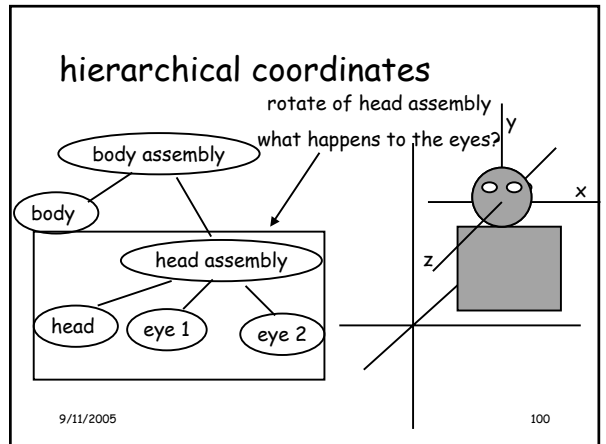 hierarchical coordinates
rotate of head assembly
what happens to the eyes?
body assembly
body
head assembly
head
eye 1
eye 2
y
x
z
9/11/2005
100